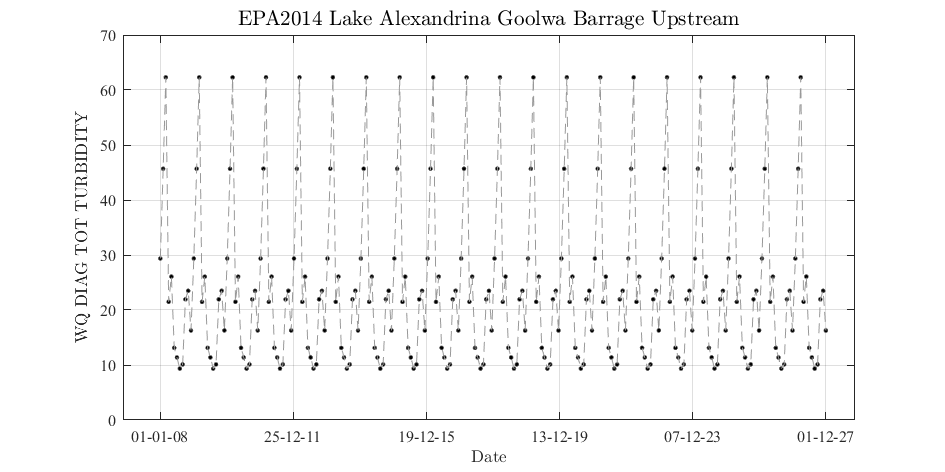 EPA2014 Lake Alexandrina Goolwa Barrage Upstream
70
60
50
40
30
20
10
0
WQ DIAG TOT TURBIDITY
01-01-08 25-12-11 19-12-15 13-12-19 07-12-23 01-12-27
Date